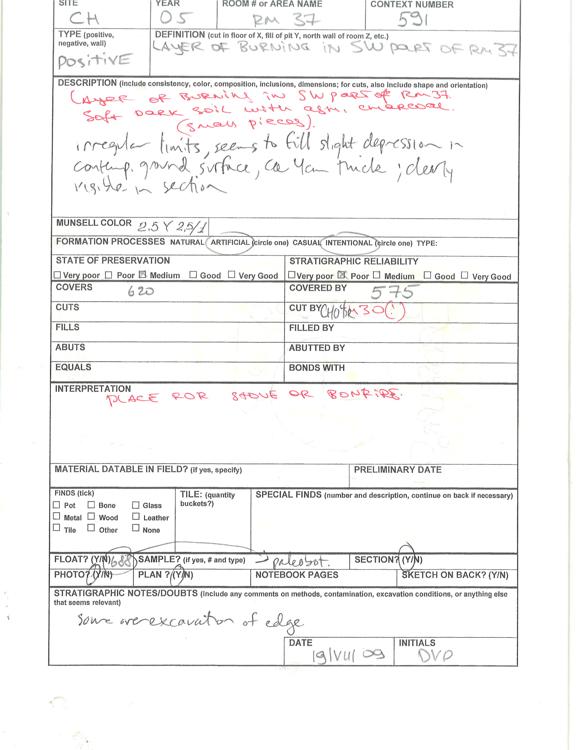 SITE YEAR ROOM # or AREA NAME CONTEXT NUMBER
CH 05 RM 37 591
TYPE (positive, negative, wall) DEFINITION (cut in floor of X, fill of pit Y, north wall of room Z, etc.)
positive LAYER OF BURNING IN SW PART OF RM 37
DESCRIPTION (include consistency, color, composition, inclusions, dimensions; for cuts, also include shape and orientation)
LAYER OF BURNING IN SW PART OF RM 37.
SOFT DARK SOIL WITH ASH, CHARCOAL
(SMALL PIECES).
irregular limits, seems to fill slight depression in
contemp. ground surface, ca thick; clearly
visible in section
MUNSELL COLOR 2.5 Y 2.5/1
FORMATION PROCESSES NATURAL ARTIFICIAL (circle one) CASUAL INTENTIONAL (circle one) TYPE:
STATE OF PRESERVATION STRATIGRAPHIC RELIABILITY
Very poor Poor Medium Good Very Good Very poor Poor Medium Good Very Good
COVERS 620 COVERED BY 575
CUTS CUT BY
FILLS FILLED BY
ABUTS ABUTTED BY
EQUALS BONDS WITH
INTERPRETATION
PLACE FOR STOVE OR BONFIRE.
MATERIAL DATABLE IN FIELD? (if yes, specify) PRELIMINARY DATE
FINDS (tick) TILE: (quantity buckets?) SPECIAL FINDS (number and description, continue on back if necessary)
Pot Bone Glass
Metal Wood Leather
Tile Other None
FLOAT? (Y/N) 688 SAMPLE? (if yes, # and type) → paleobot. SECTION? (Y/N)
PHOTO? (Y/N) PLAN ? (Y/N) NOTEBOOK PAGES SKETCH ON BACK? (Y/N)
STRATIGRAPHIC NOTES/DOUBTS (Include any comments on methods, contamination, excavation conditions, or anything else
that seems relevant)
Some overexcavation of edge
DATE INITIALS
19/VII/09 DVD